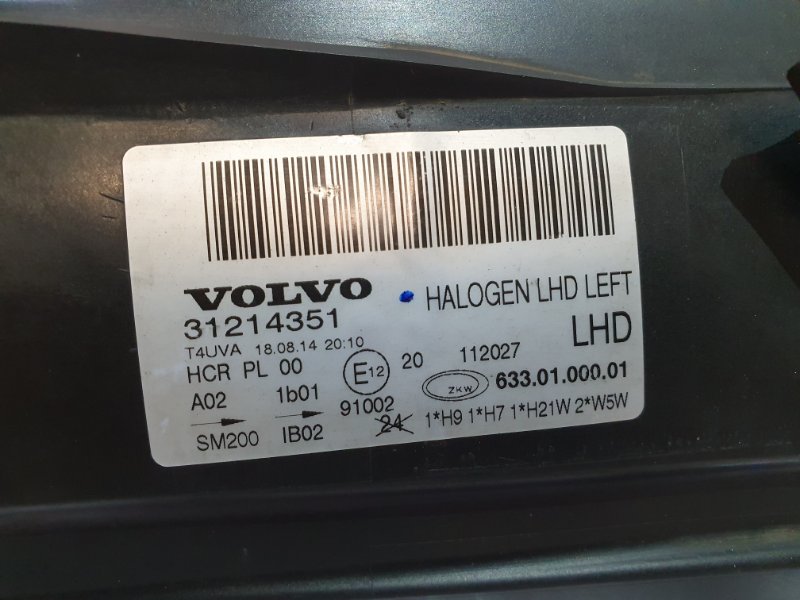 VOLVO HALOGEN LHD LEFT
31214351 LHD
T4UVA 18.08.14 20:10
HCR PL 00 E12 20 112027
A02 1b01 91002 ZKW 633.01.000.01
SM200 IB02 24 1*H9 1*H7 1*H21W 2*W5W